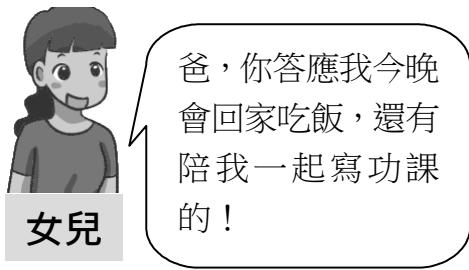 爸，你答應我今晚
會回家吃飯，還有
陪我一起寫功課
的！
女兒